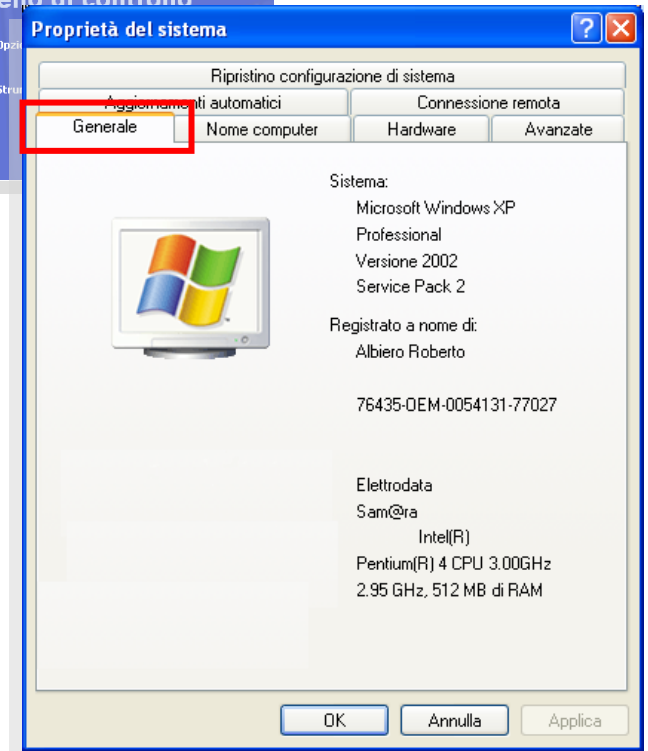 di controllo
Proprietà del sistema
Ripristino configurazione di sistema
Aggiornamenti automatici
Connessione remota
Generale
Nome computer
Hardware
Avanzate
Sistema:
Microsoft Windows XP
Professional
Versione 2002
Service Pack 2
Registrato a nome di:
Albiero Roberto
76435-OEM-0054131-77027
Elettrodata
Sam@ra
Intel(R)
Pentium(R) 4 CPU 3.00GHz
2.95 GHz, 512 MB di RAM
OK
Annulla
Applica